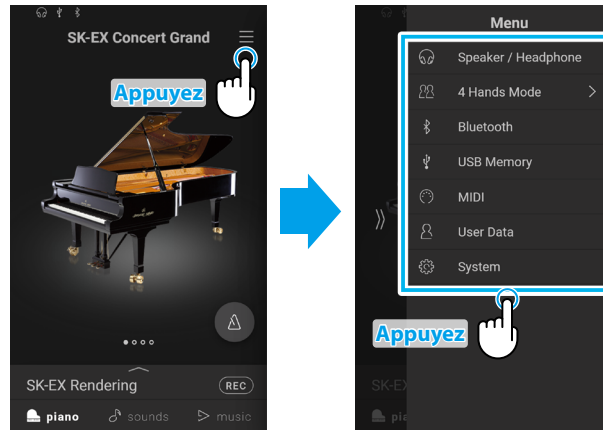 SK-EX Concert Grand
Appuyez
SK-EX Rendering
REC
piano
sounds
music
Menu
Speaker / Headphone
4 Hands Mode
Bluetooth
USB Memory
MIDI
User Data
System
Appuyez
SK-EX
pia